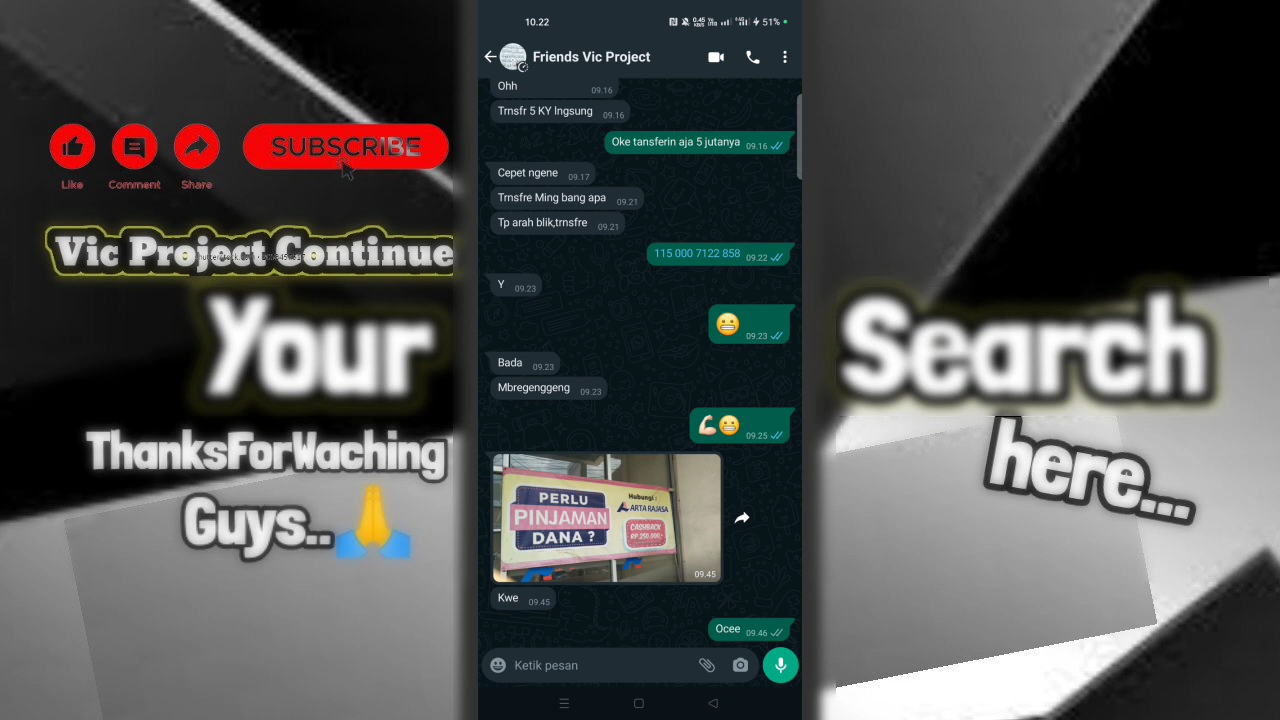 Like
Comment
Share
SUBSCRIBE
Vic Project Continue
Your
ThanksForWaching
Guys..🙏
10.22
51%
Friends Vic Project
Ohh 09.16
Trnsfr 5 KY lngsung 09.16
Oke tansferin aja 5 jutanya 09.16
Cepet ngene 09.17
Trnsfre Ming bang apa 09.21
Tp arah blik,trnsfre 09.21
115 000 7122 858 09.22
Y 09.23
😬 09.23
Bada 09.23
Mbregenggeng 09.23
💪😬 09.25
PERLU
PINJAMAN
DANA ?
Hubungi :
ARTA RAJASA
CASHBACK
RP 250.000,-
09.45
Kwe 09.45
Ocee 09.46
Ketik pesan
Search
here...